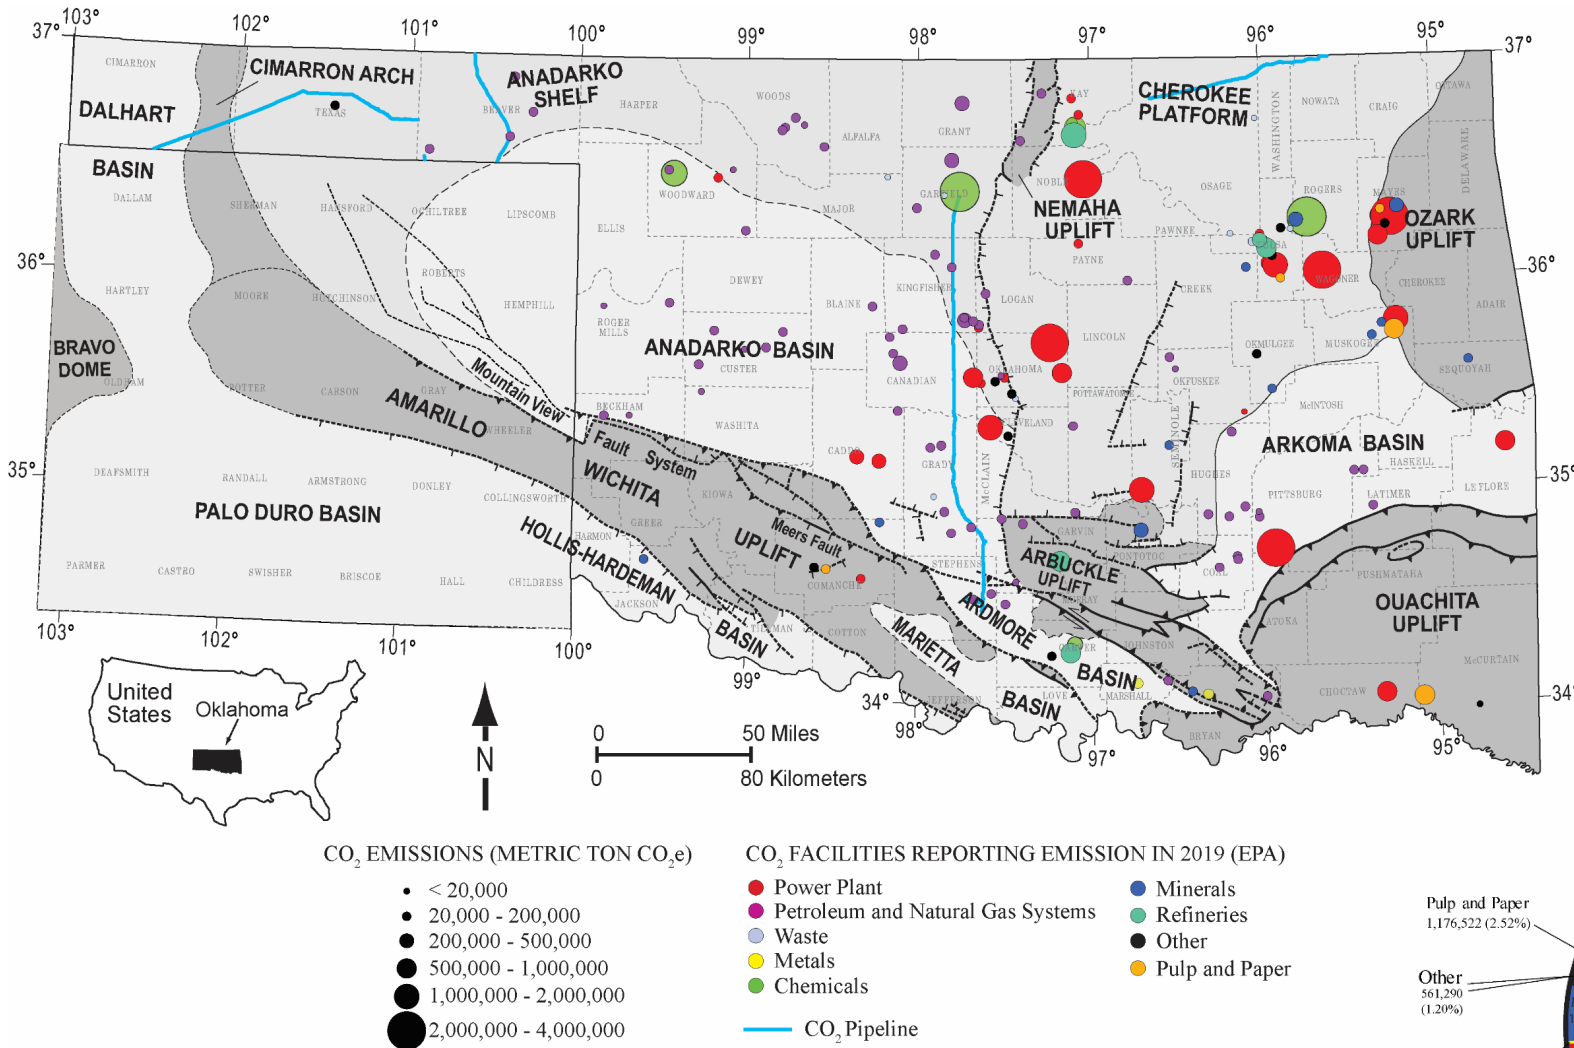 103°
102°
101°
100°
99°
98°
97°
96°
95°
37°
37°
CIMARRON
CIMARRON ARCH
ANADARKO
SHELF
DALHART
TEXAS
BEAVER
HARPER
WOODS
ALFALFA
GRANT
KAY
CHEROKEE
PLATFORM
WASHINGTON
NOWATA
CRAIG
OTTAWA
BASIN
DALLAM
SHERMAN
HANSFORD
OCHILTREE
LIPSCOMB
WOODWARD
MAJOR
GARFIELD
NOBLE
NEMAHA
UPLIFT
OSAGE
PAWNEE
ROGERS
MAYES
DELAWARE
OZARK
UPLIFT
ELLIS
36°
36°
HARTLEY
MOORE
HUTCHINSON
ROBERTS
HEMPHILL
ROGER
MILLS
DEWEY
BLAINE
KINGFISHER
LOGAN
PAYNE
CREEK
TULSA
WAGONER
CHEROKEE
ADAIR
BRAVO
DOME
OLDHAM
POTTER
CARSON
GRAY
WHEELER
AMARILLO
Mountain View
Fault System
ANADARKO BASIN
CUSTER
CANADIAN
OKLAHOMA
LINCOLN
OKMULGEE
MUSKOGEE
SEQUOYAH
BECKHAM
WASHITA
CADDO
GRADY
McCLAIN
CLEVELAND
POTTAWATOMIE
SEMINOLE
OKFUSKEE
McINTOSH
HUGHES
ARKOMA BASIN
HASKELL
35°
35°
DEAFSMITH
RANDALL
ARMSTRONG
DONLEY
COLLINGSWORTH
PALO DURO BASIN
WICHITA
UPLIFT
KIOWA
GREER
HARMON
HOLLIS-HARDEMAN
BASIN
Meers Fault
PITTSBURG
LATIMER
LE FLORE
PARMER
CASTRO
SWISHER
BRISCOE
HALL
CHILDRESS
JACKSON
TILLMAN
COMANCHE
COTTON
STEPHENS
GARVIN
PONTOTOC
COAL
ARBUCKLE
UPLIFT
MURRAY
PUSHMATAHA
OUACHITA
UPLIFT
ATOKA
McCURTAIN
ARDMORE
BASIN
MARIETTA
BASIN
CARTER
JOHNSTON
MARSHALL
LOVE
JEFFERSON
BRYAN
CHOCTAW
103°
102°
101°
100°
99°
34°
98°
97°
96°
95°
34°
United
States
Oklahoma
N
0 50 Miles
0 80 Kilometers
CO2 EMISSIONS (METRIC TON CO2e)
< 20,000
20,000 - 200,000
200,000 - 500,000
500,000 - 1,000,000
1,000,000 - 2,000,000
2,000,000 - 4,000,000
CO2 FACILITIES REPORTING EMISSION IN 2019 (EPA)
Power Plant
Petroleum and Natural Gas Systems
Waste
Metals
Chemicals
CO2 Pipeline
Minerals
Refineries
Other
Pulp and Paper
Pulp and Paper
1,176,522 (2.52%)
Other
561,290
(1.20%)